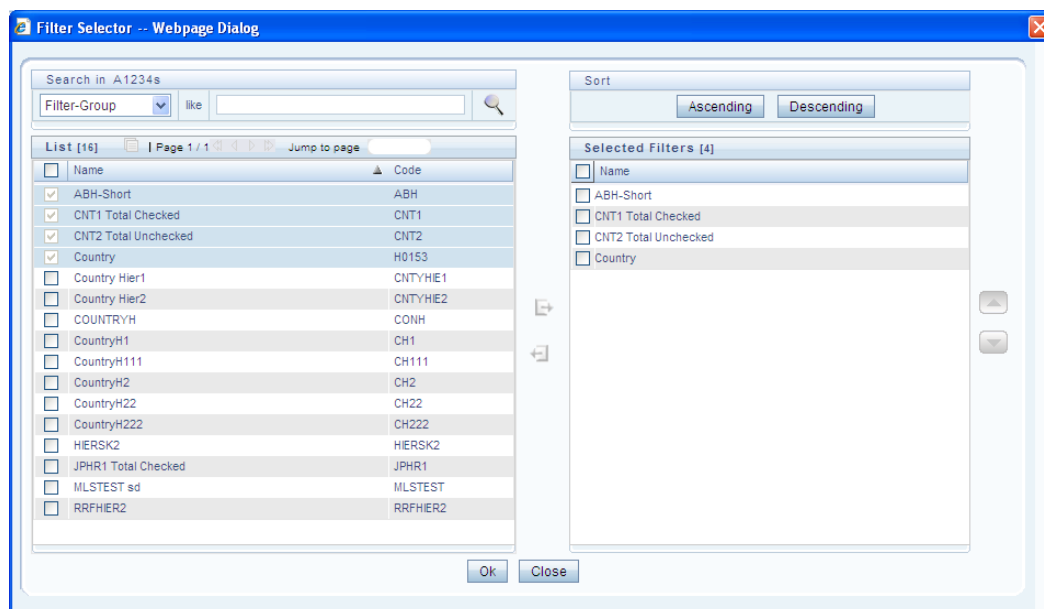 Filter Selector -- Webpage Dialog
Search in A1234s
Filter-Group like
Sort
Ascending Descending
List [16] | Page 1 / 1 Jump to page
Name Code
ABH-Short ABH
CNT1 Total Checked CNT1
CNT2 Total Unchecked CNT2
Country H0153
Country Hier1 CNTYHIE1
Country Hier2 CNTYHIE2
COUNTRYH CONH
CountryH1 CH1
CountryH111 CH111
CountryH2 CH2
CountryH22 CH22
CountryH222 CH222
HIERSK2 HIERSK2
JPHR1 Total Checked JPHR1
MLSTEST sd MLSTEST
RRFHIER2 RRFHIER2
Selected Filters [4]
Name
ABH-Short
CNT1 Total Checked
CNT2 Total Unchecked
Country
Ok Close